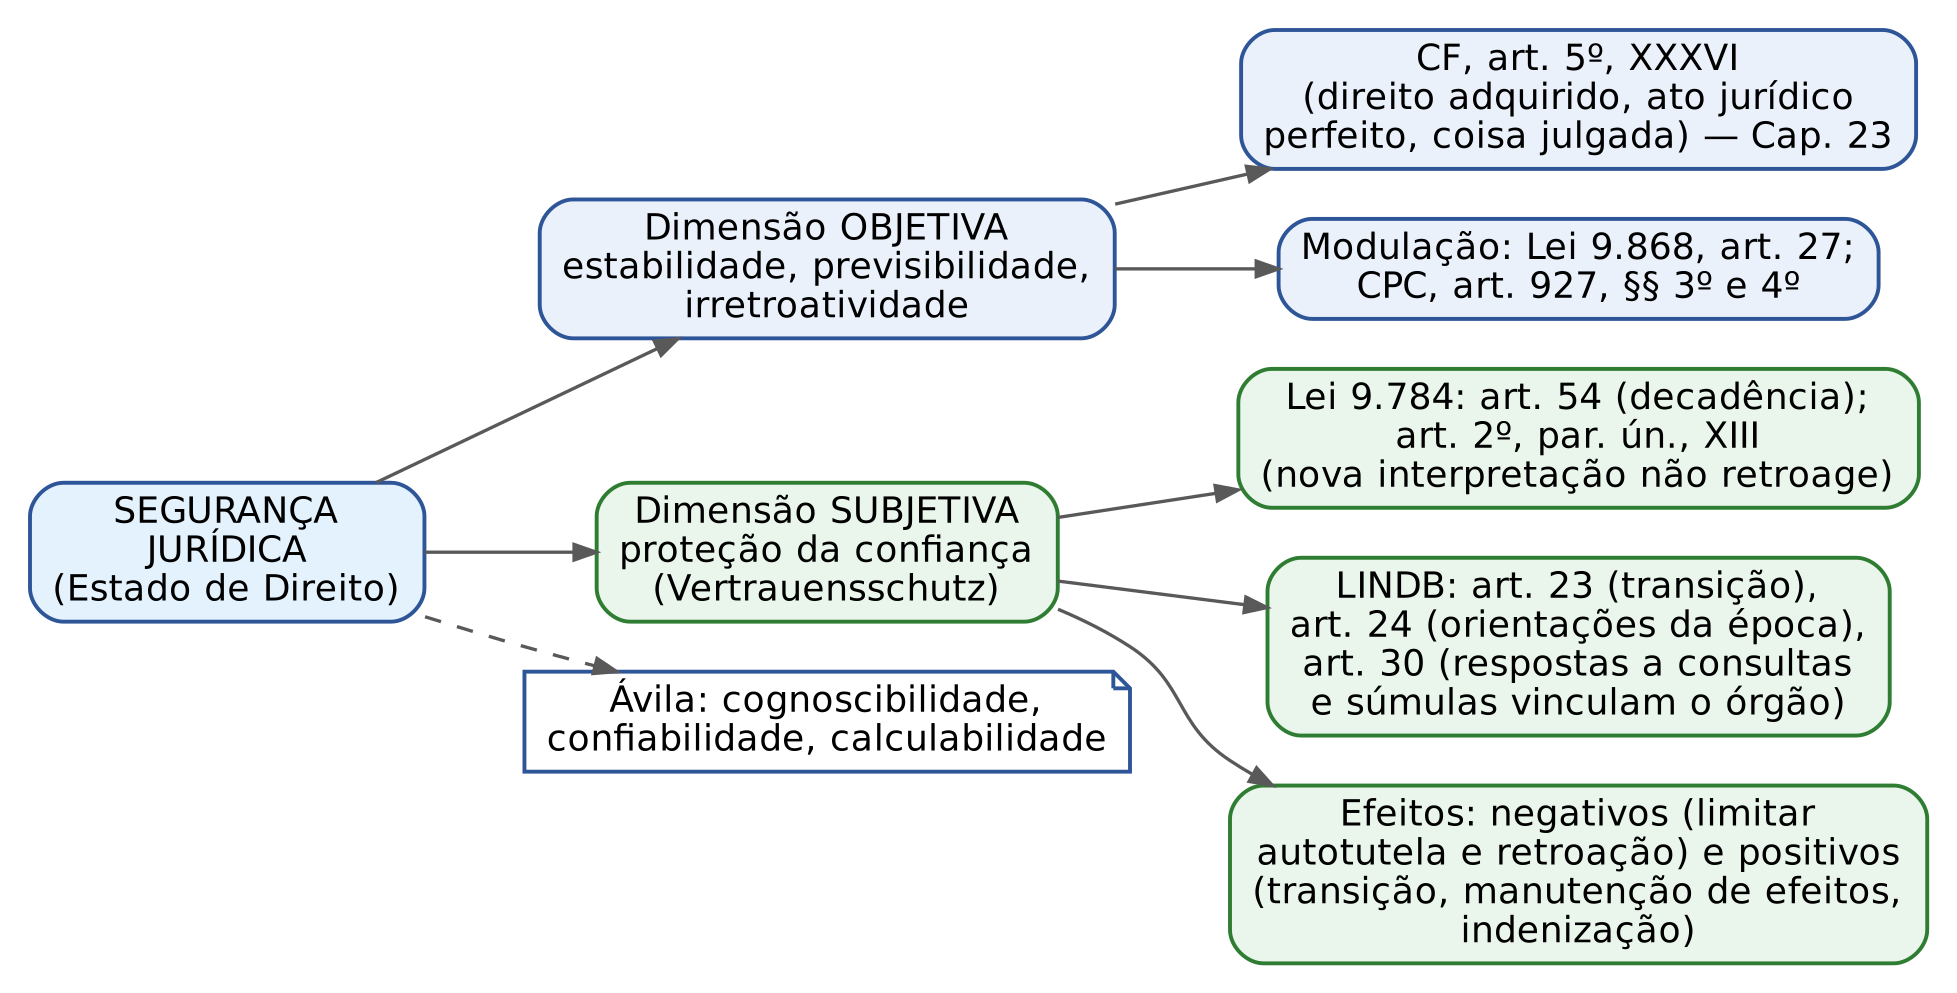 SEGURANÇA
JURÍDICA
(Estado de Direito)
Dimensão OBJETIVA
estabilidade, previsibilidade,
irretroatividade
CF, art. 5º, XXXVI
(direito adquirido, ato jurídico
perfeito, coisa julgada) — Cap. 23
Modulação: Lei 9.868, art. 27;
CPC, art. 927, §§ 3º e 4º
Dimensão SUBJETIVA
proteção da confiança
(Vertrauensschutz)
Lei 9.784: art. 54 (decadência);
art. 2º, par. ún., XIII
(nova interpretação não retroage)
LINDB: art. 23 (transição),
art. 24 (orientações da época),
art. 30 (respostas a consultas
e súmulas vinculam o órgão)
Efeitos: negativos (limitar
autotutela e retroação) e positivos
(transição, manutenção de efeitos,
indenização)
Ávila: cognoscibilidade,
confiabilidade, calculabilidade